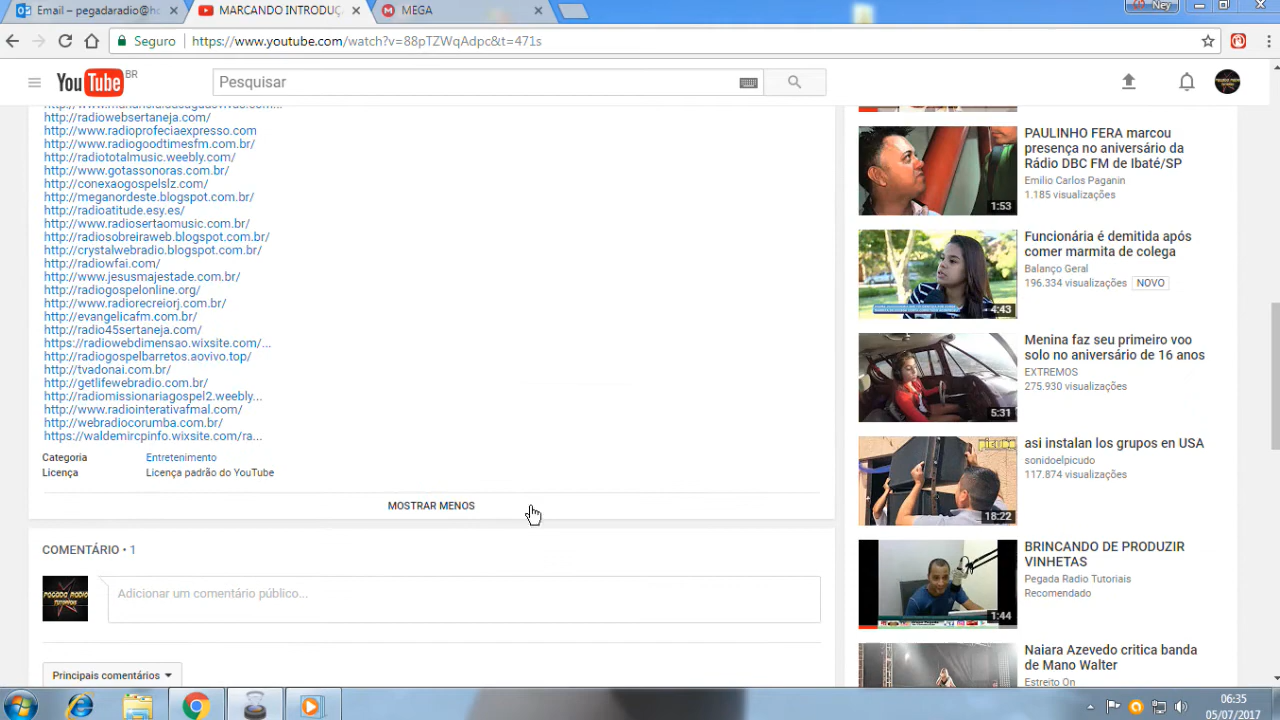 Email – pegadaradio@h
MARCANDO INTRODUÇ
MEGA
Ney
Seguro
https://www.youtube.com/watch?v=88pTZWqAdpc&t=471s
YouTube BR
Pesquisar
http://radiowebsertaneja.com/
http://www.radioprofeciaexpresso.com
http://www.radiogoodtimesfm.com.br/
http://radiototalmusic.weebly.com/
http://www.gotassonoras.com.br/
http://conexaogospelslz.com/
http://meganordeste.blogspot.com.br/
http://radioatitude.esy.es/
http://www.radiosertaomusic.com.br/
http://radiosobreiraweb.blogspot.com.br/
http://crystalwebradio.blogspot.com.br/
http://radiowfai.com/
http://www.jesusmajestade.com.br/
http://radiogospelonline.org/
http://www.radiorecreiorj.com.br/
http://evangelicafm.com.br/
http://radio45sertaneja.com/
https://radiowebdimensao.wixsite.com/...
http://radiogospelbarretos.aovivo.top/
http://tvadonai.com.br/
http://getlifewebradio.com.br/
http://radiomissionariagospel2.weebly...
http://www.radiointerativafmal.com/
http://webradiocorumba.com.br/
https://waldemircpinfo.wixsite.com/ra...
Categoria Entretenimento
Licença Licença padrão do YouTube
MOSTRAR MENOS
COMENTÁRIO • 1
PEGADA RADIO
TUTORIAIS
Adicionar um comentário público...
Principais comentários
PAULINHO FERA marcou
presença no aniversário da
Rádio DBC FM de Ibaté/SP
Emilio Carlos Paganin
1.185 visualizações
1:53
Funcionária é demitida após
comer marmita de colega
Balanço Geral
196.334 visualizações NOVO
4:43
Menina faz seu primeiro voo
solo no aniversário de 16 anos
EXTREMOS
275.930 visualizações
5:31
asi instalan los grupos en USA
sonidoelpicudo
117.874 visualizações
picudo
18:22
BRINCANDO DE PRODUZIR
VINHETAS
Pegada Radio Tutoriais
Recomendado
1:44
Naiara Azevedo critica banda
de Mano Walter
Estreito On
06:35
05/07/2017